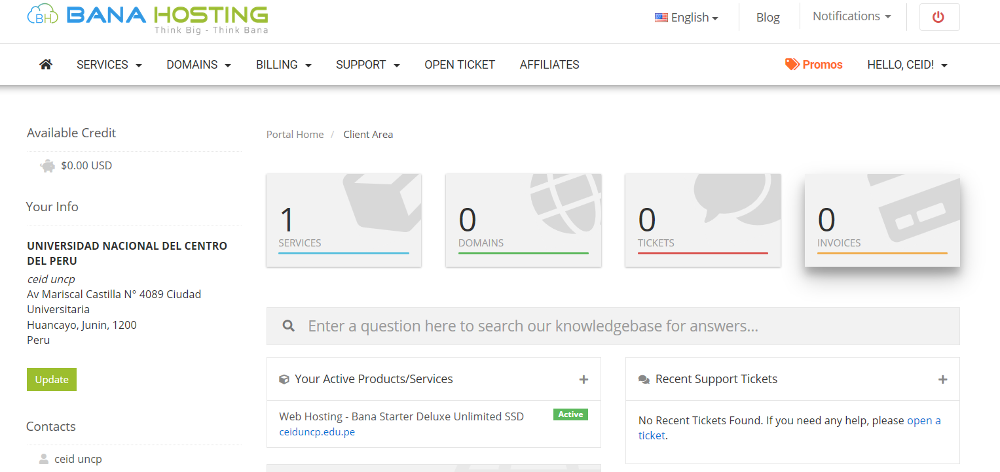 BH BANA HOSTING
Think Big - Think Bana
English
Blog
Notifications
SERVICES
DOMAINS
BILLING
SUPPORT
OPEN TICKET
AFFILIATES
Promos
HELLO, CEID!
Available Credit
$0.00 USD
Your Info
UNIVERSIDAD NACIONAL DEL CENTRO
DEL PERU
ceid uncp
Av Mariscal Castilla N° 4089 Ciudad
Universitaria
Huancayo, Junin, 1200
Peru
Update
Contacts
ceid uncp
Portal Home / Client Area
1
SERVICES
0
DOMAINS
0
TICKETS
0
INVOICES
Enter a question here to search our knowledgebase for answers...
Your Active Products/Services
Web Hosting - Bana Starter Deluxe Unlimited SSD
Active
ceiduncp.edu.pe
Recent Support Tickets
No Recent Tickets Found. If you need any help, please open a
ticket.